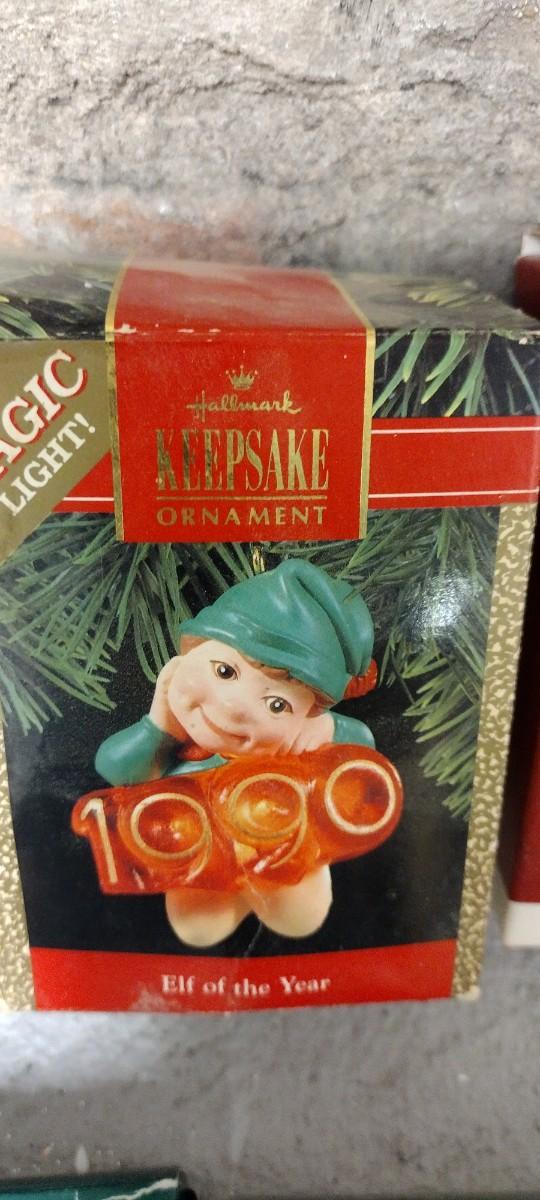 Hallmark
KEEPSAKE
ORNAMENT
AGIC
LIGHT!
1990
Elf of the Year